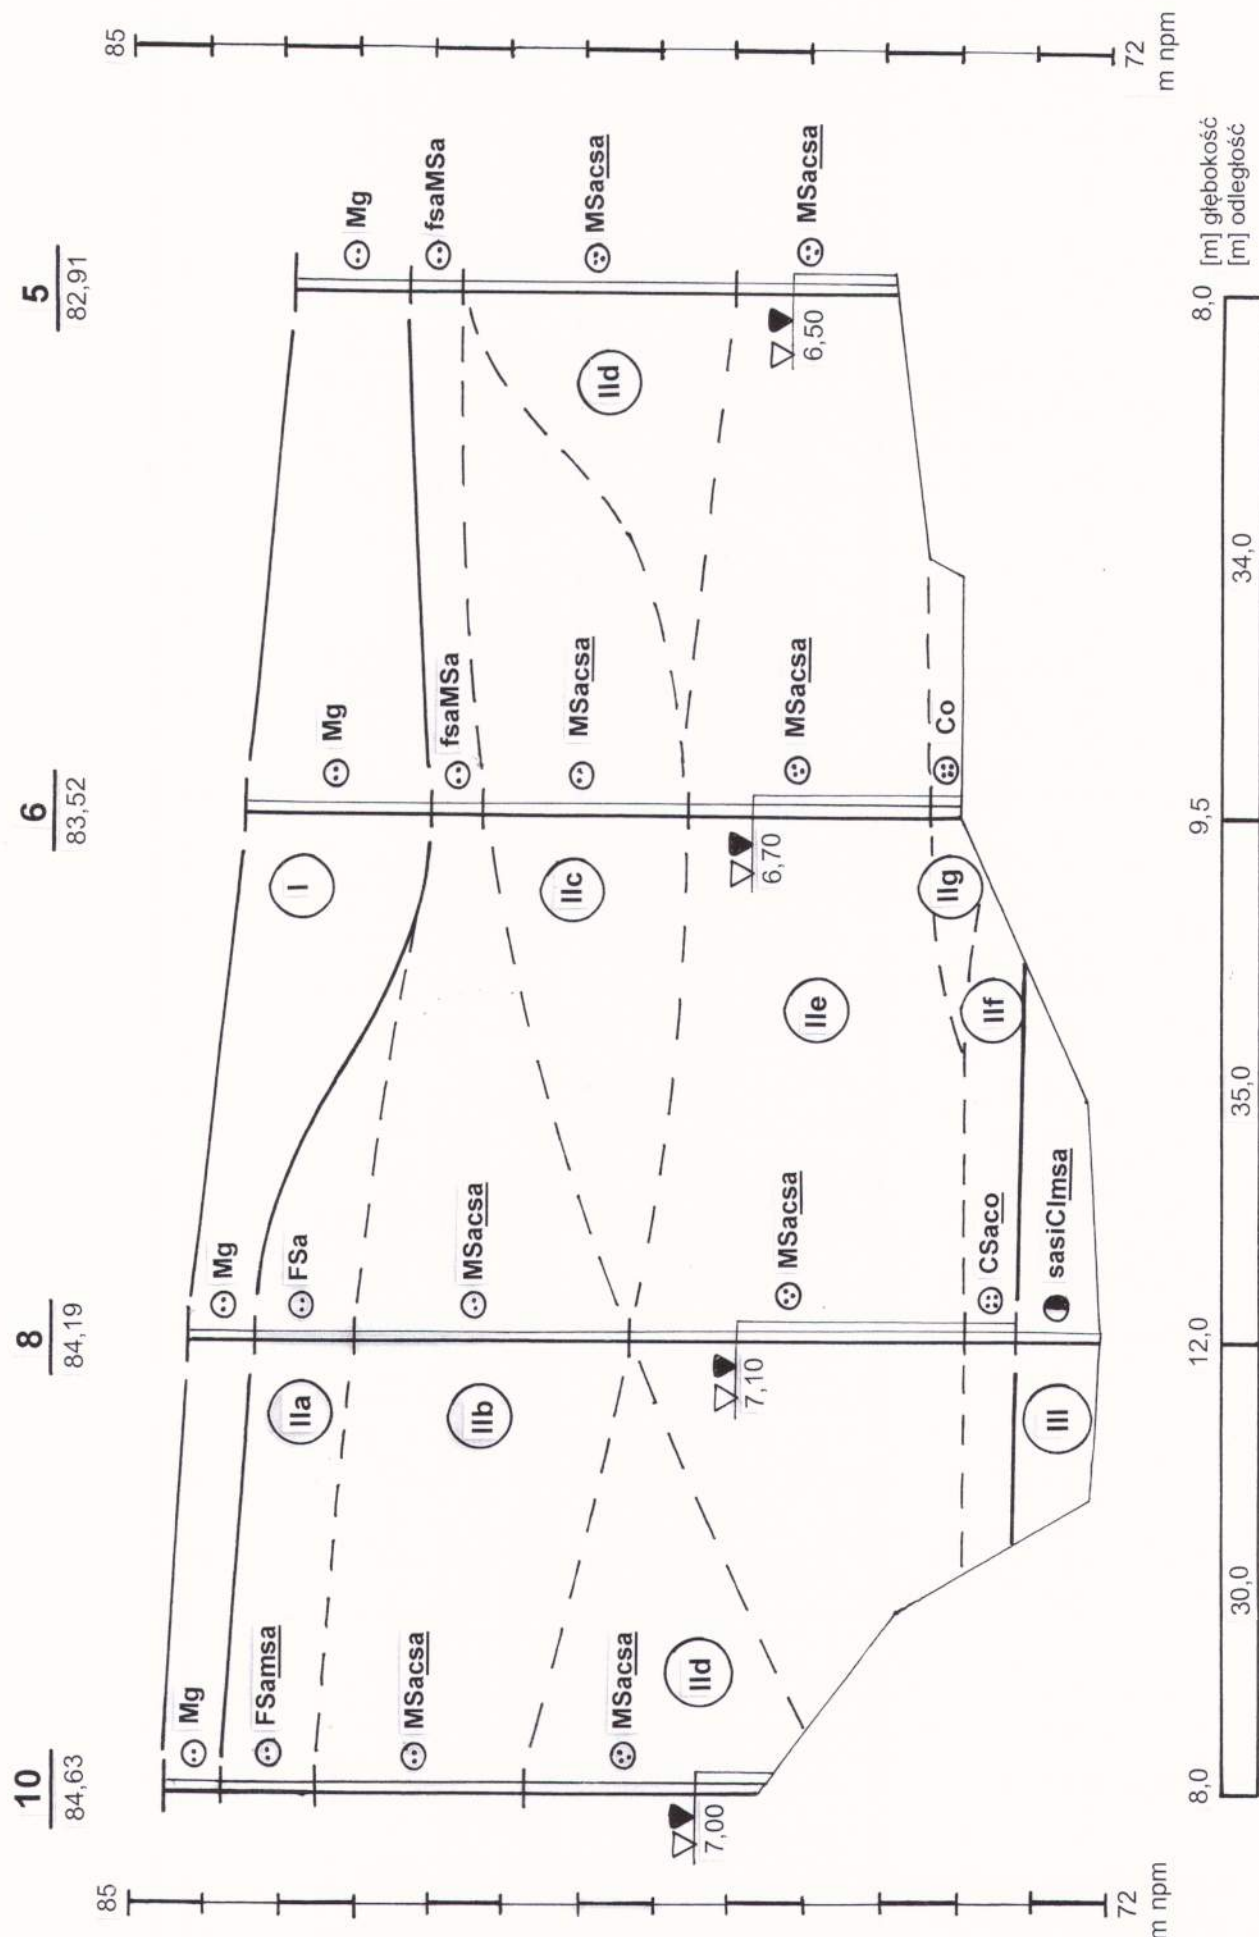 10
84,63
8
84,19
6
83,52
5
82,91
85
72
m npm
85
72
m npm
Mg
FSamsa
MSacsa
MSacsa
7,00
IId
IIa
IIb
Mg
FSa
MSacsa
MSacsa
CSaco
sasiClmsa
7,10
III
I
IIc
IIe
IIg
IIf
Mg
fsaMSa
MSacsa
MSacsa
Co
6,70
IId
Mg
fsaMSa
MSacsa
MSacsa
6,50
8,0
12,0
9,5
8,0
[m] głębokość
30,0
35,0
34,0
[m] odległość